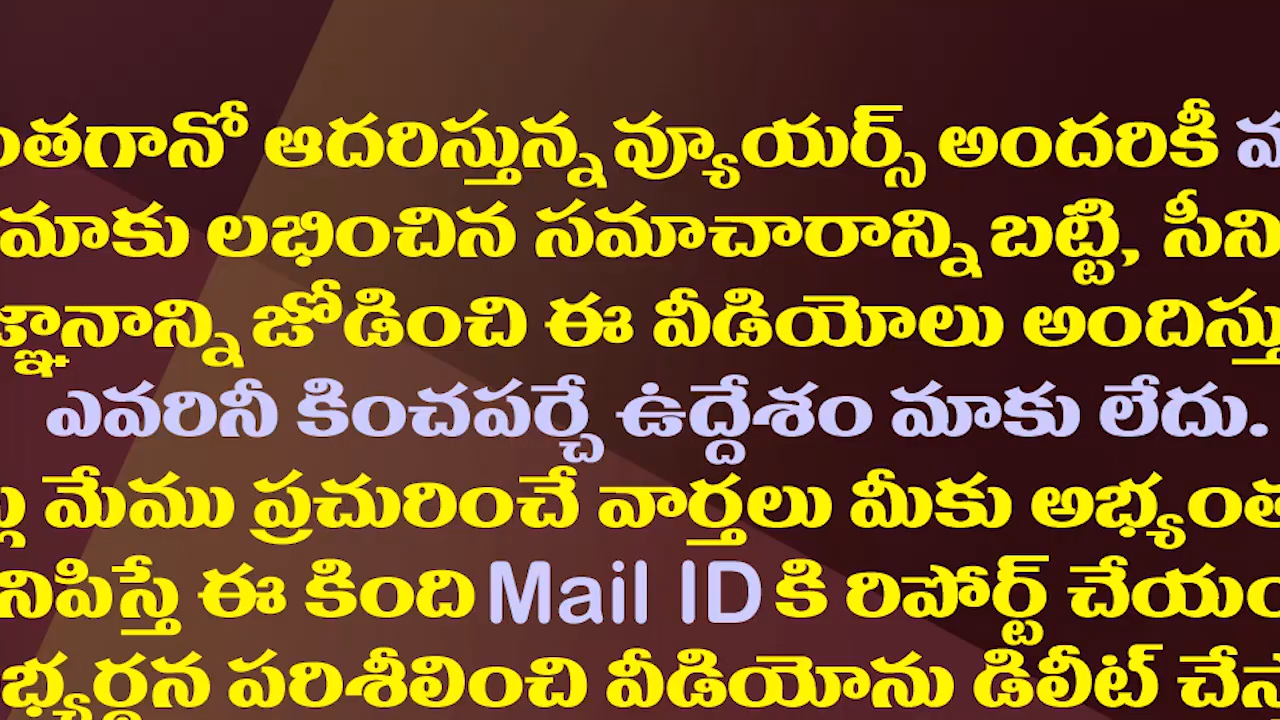 ఆదరిస్తున్న వ్యూయర్స్ అందరికీ
మాకు లభించిన సమాచారాన్ని బట్టి,
జోడించి ఈ వీడియోలు
ఎవరినీ కించపర్చే ఉద్దేశం మాకు లేదు.
మేము ప్రచురించే వార్తలు మీకు
ఈ కింది Mail ID కి రిపోర్ట్
పరిశీలించి వీడియోను డిలీట్